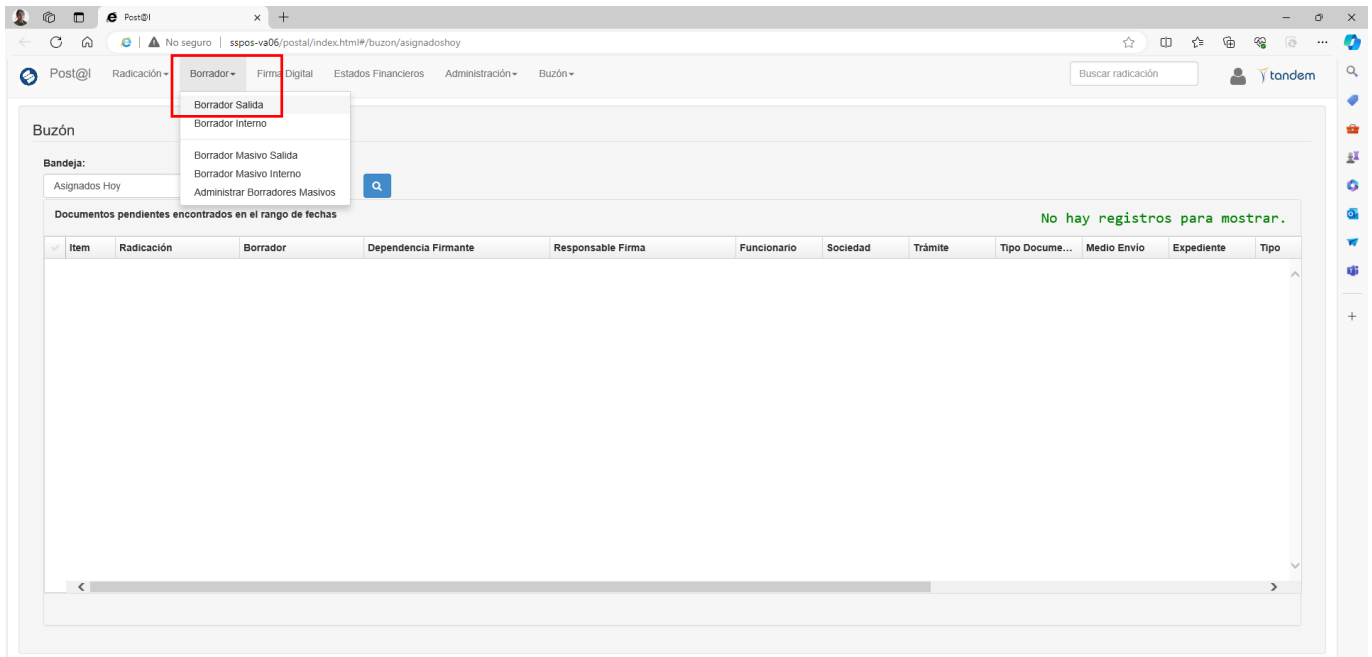 Post@l
No seguro | sspos-va06/postal/index.html#/buzon/asignadoshoy
Post@l Radicación Borrador Firma Digital Estados Financieros Administración Buzón Buscar radicación tandem
Borrador Salida
Borrador Interno
Borrador Masivo Salida
Borrador Masivo Interno
Administrar Borradores Masivos
Buzón
Bandeja:
Asignados Hoy
Documentos pendientes encontrados en el rango de fechas
No hay registros para mostrar.
Item Radicación Borrador Dependencia Firmante Responsable Firma Funcionario Sociedad Trámite Tipo Docume... Medio Envío Expediente Tipo